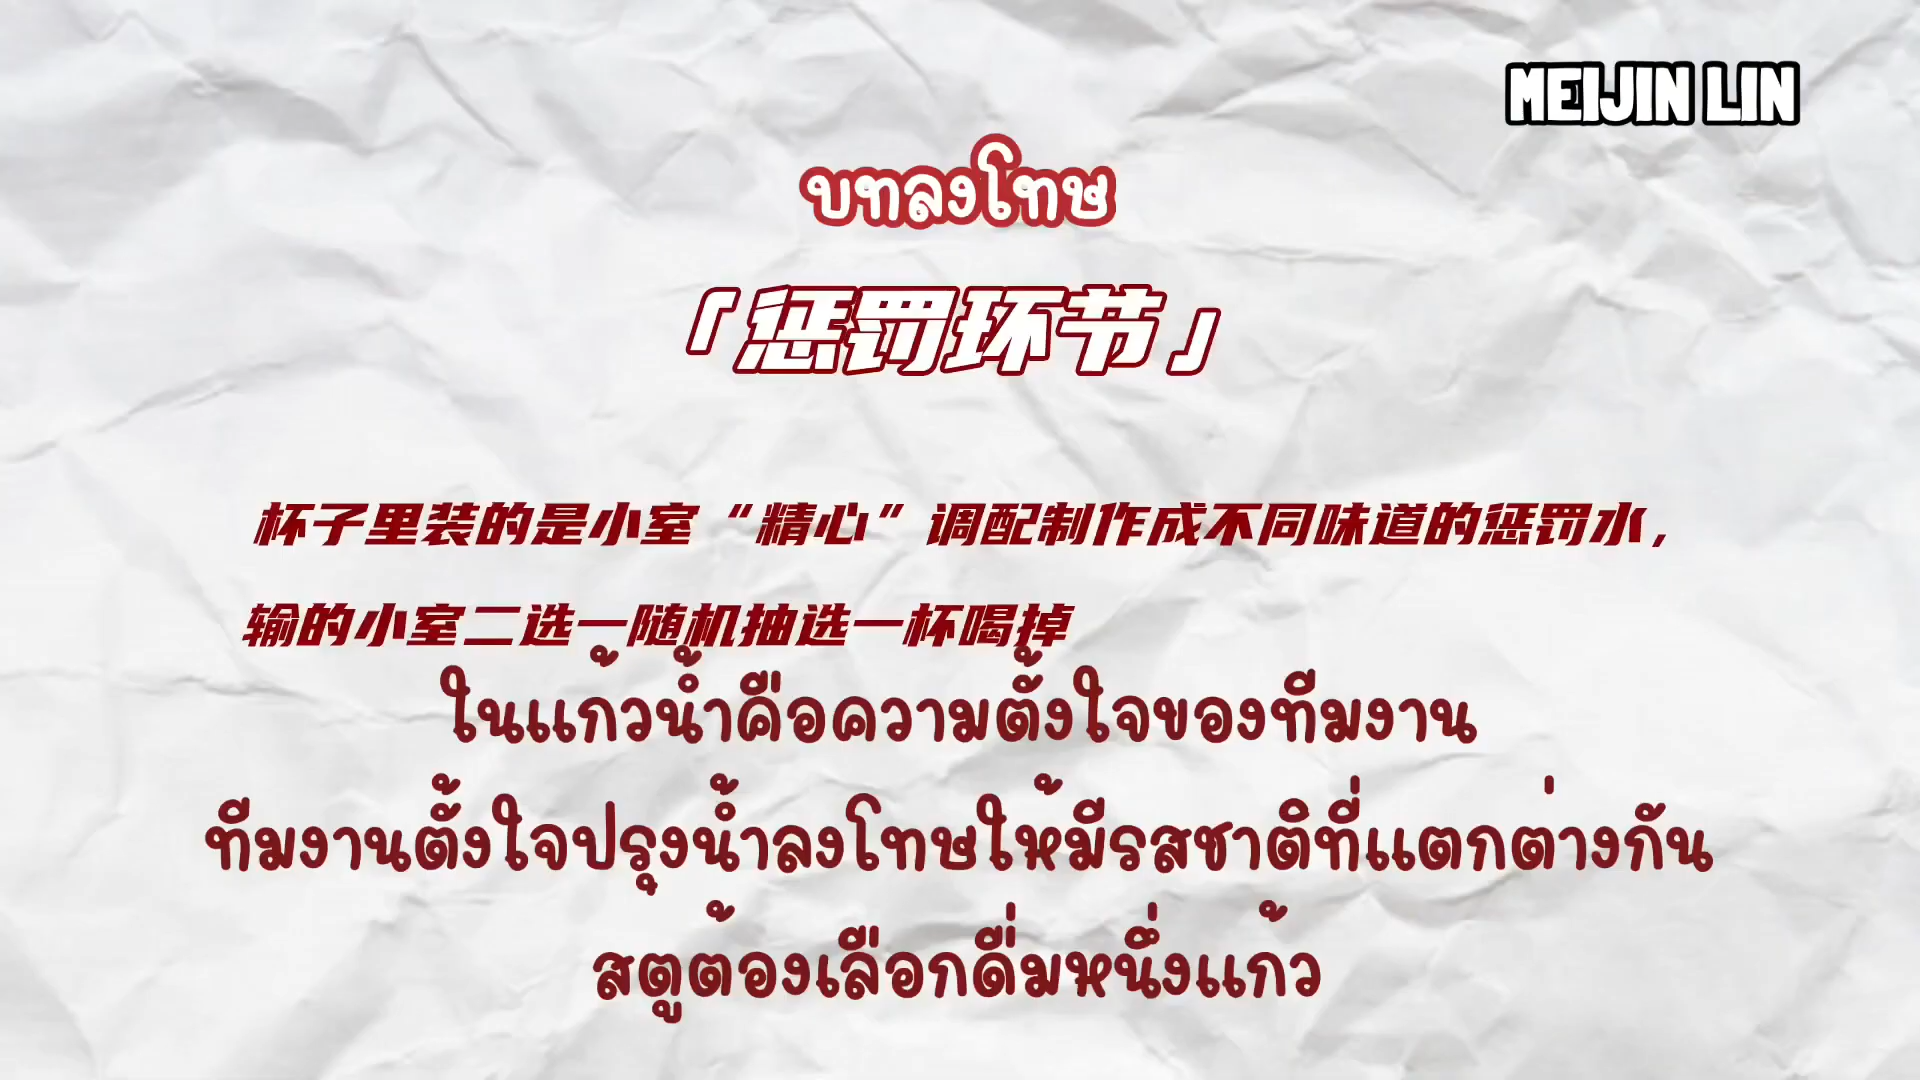 MEIJIN LIN
บทลงโทษ
「惩罚环节」
杯子里装的是小室“精心”调配制作成不同味道的惩罚水，
输的小室二选一随机抽选一杯喝掉
ในแก้วน้ำคือความตั้งใจของทีมงาน
ทีมงานตั้งใจปรุงน้ำลงโทษให้มีรสชาติที่แตกต่างกัน
สตูต้องเลือกดื่มหนึ่งแก้ว